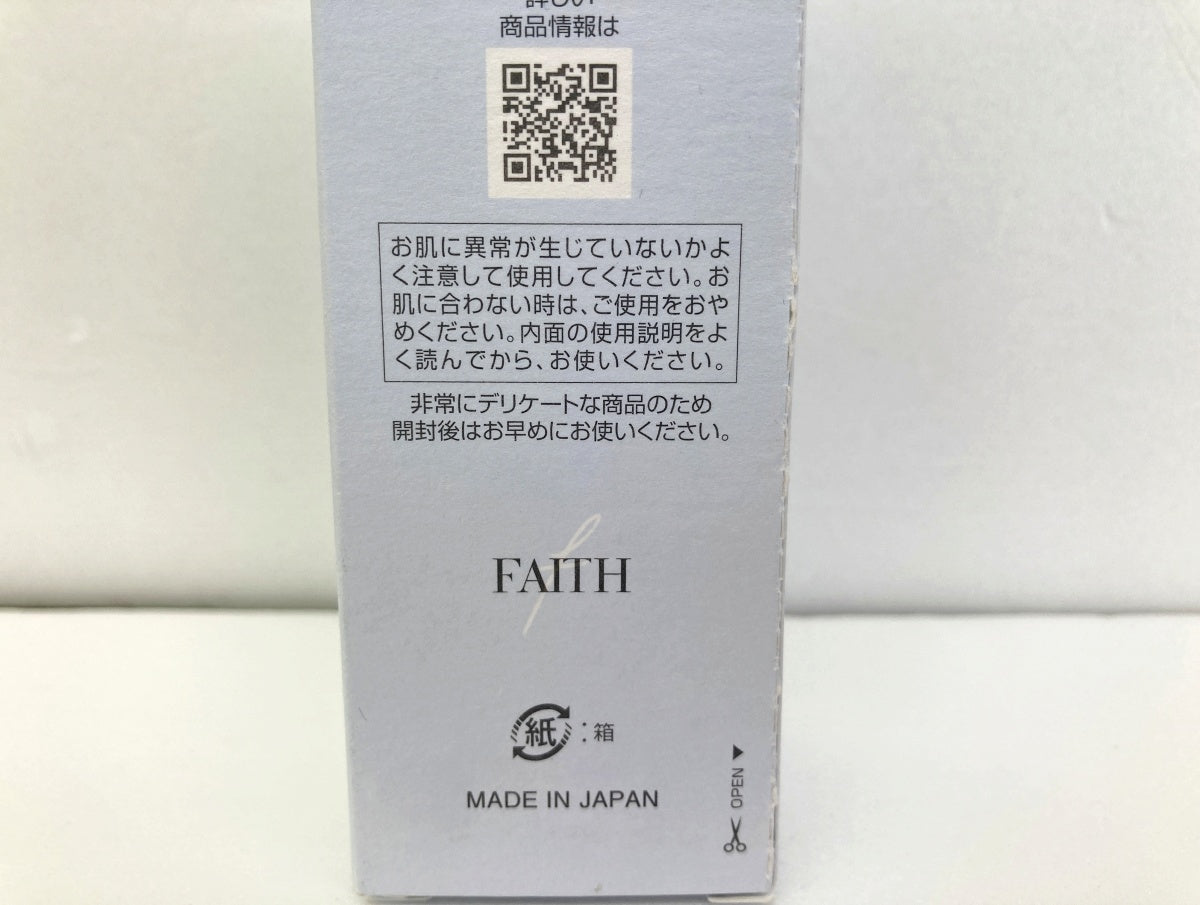 詳しい
商品情報は
お肌に異常が生じていないかよ
く注意して使用してください。お
肌に合わない時は、ご使用をおや
めください。内面の使用説明をよ
く読んでから、お使いください。
非常にデリケートな商品のため
開封後はお早めにお使いください。
FAITH
紙:箱
MADE IN JAPAN
OPEN